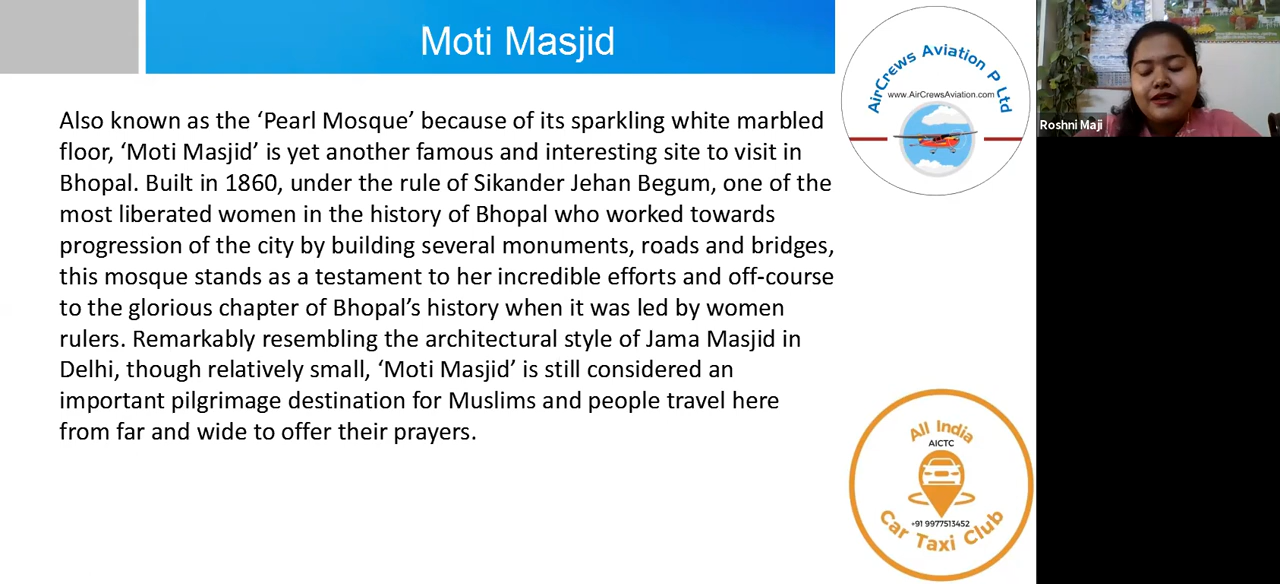 Moti Masjid
Also known as the ‘Pearl Mosque’ because of its sparkling white marbled
floor, ‘Moti Masjid’ is yet another famous and interesting site to visit in
Bhopal. Built in 1860, under the rule of Sikander Jehan Begum, one of the
most liberated women in the history of Bhopal who worked towards
progression of the city by building several monuments, roads and bridges,
this mosque stands as a testament to her incredible efforts and off-course
to the glorious chapter of Bhopal’s history when it was led by women
rulers. Remarkably resembling the architectural style of Jama Masjid in
Delhi, though relatively small, ‘Moti Masjid’ is still considered an
important pilgrimage destination for Muslims and people travel here
from far and wide to offer their prayers.
AirCrews Aviation P Ltd
www.AirCrewsAviation.com
All India
AICTC
+91 9977513452
Car Taxi Club
Roshni Maji